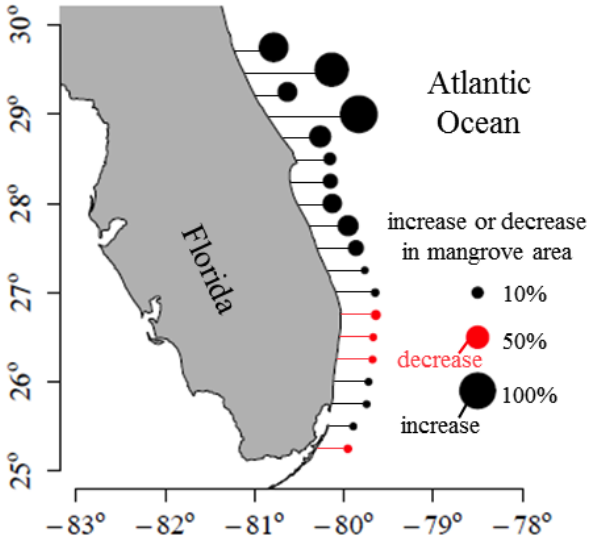 30°
29°
28°
27°
26°
25°
Atlantic
Ocean
Florida
increase or decrease
in mangrove area
10%
50%
decrease
100%
increase
−83° −82° −81° −80° −79° −78°